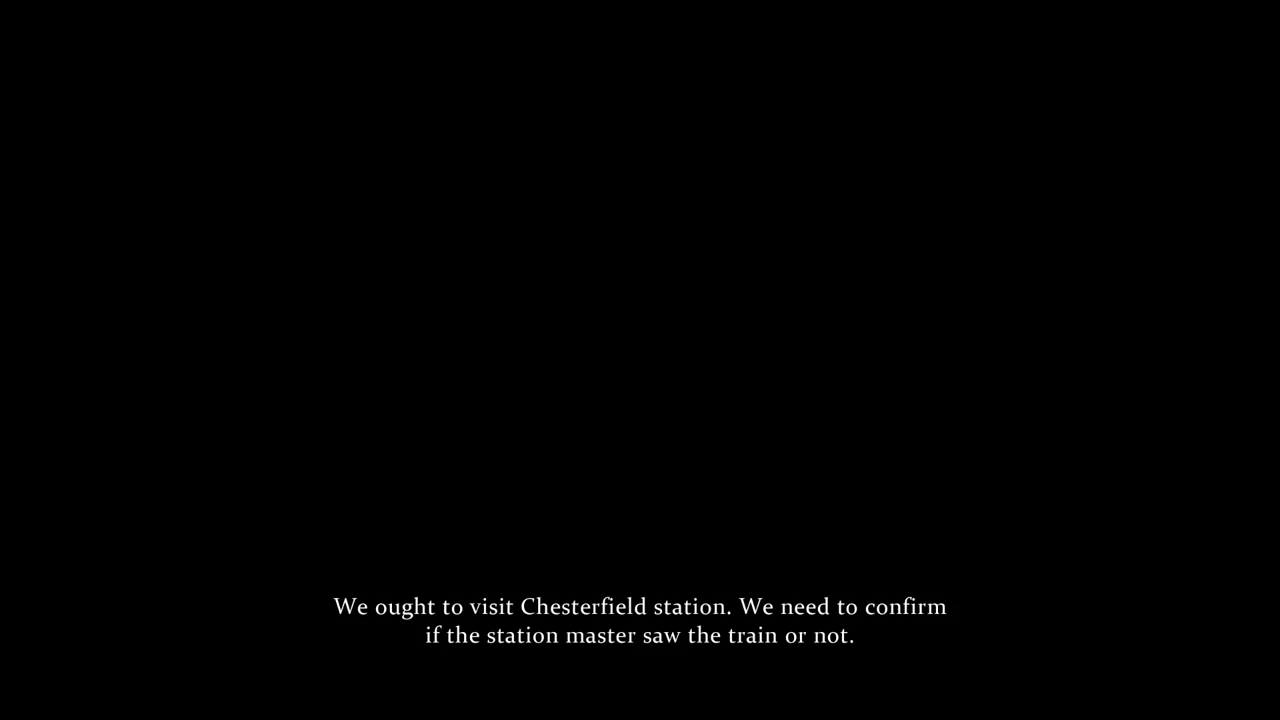 We ought to visit Chesterfield station. We need to confirm
if the station master saw the train or not.